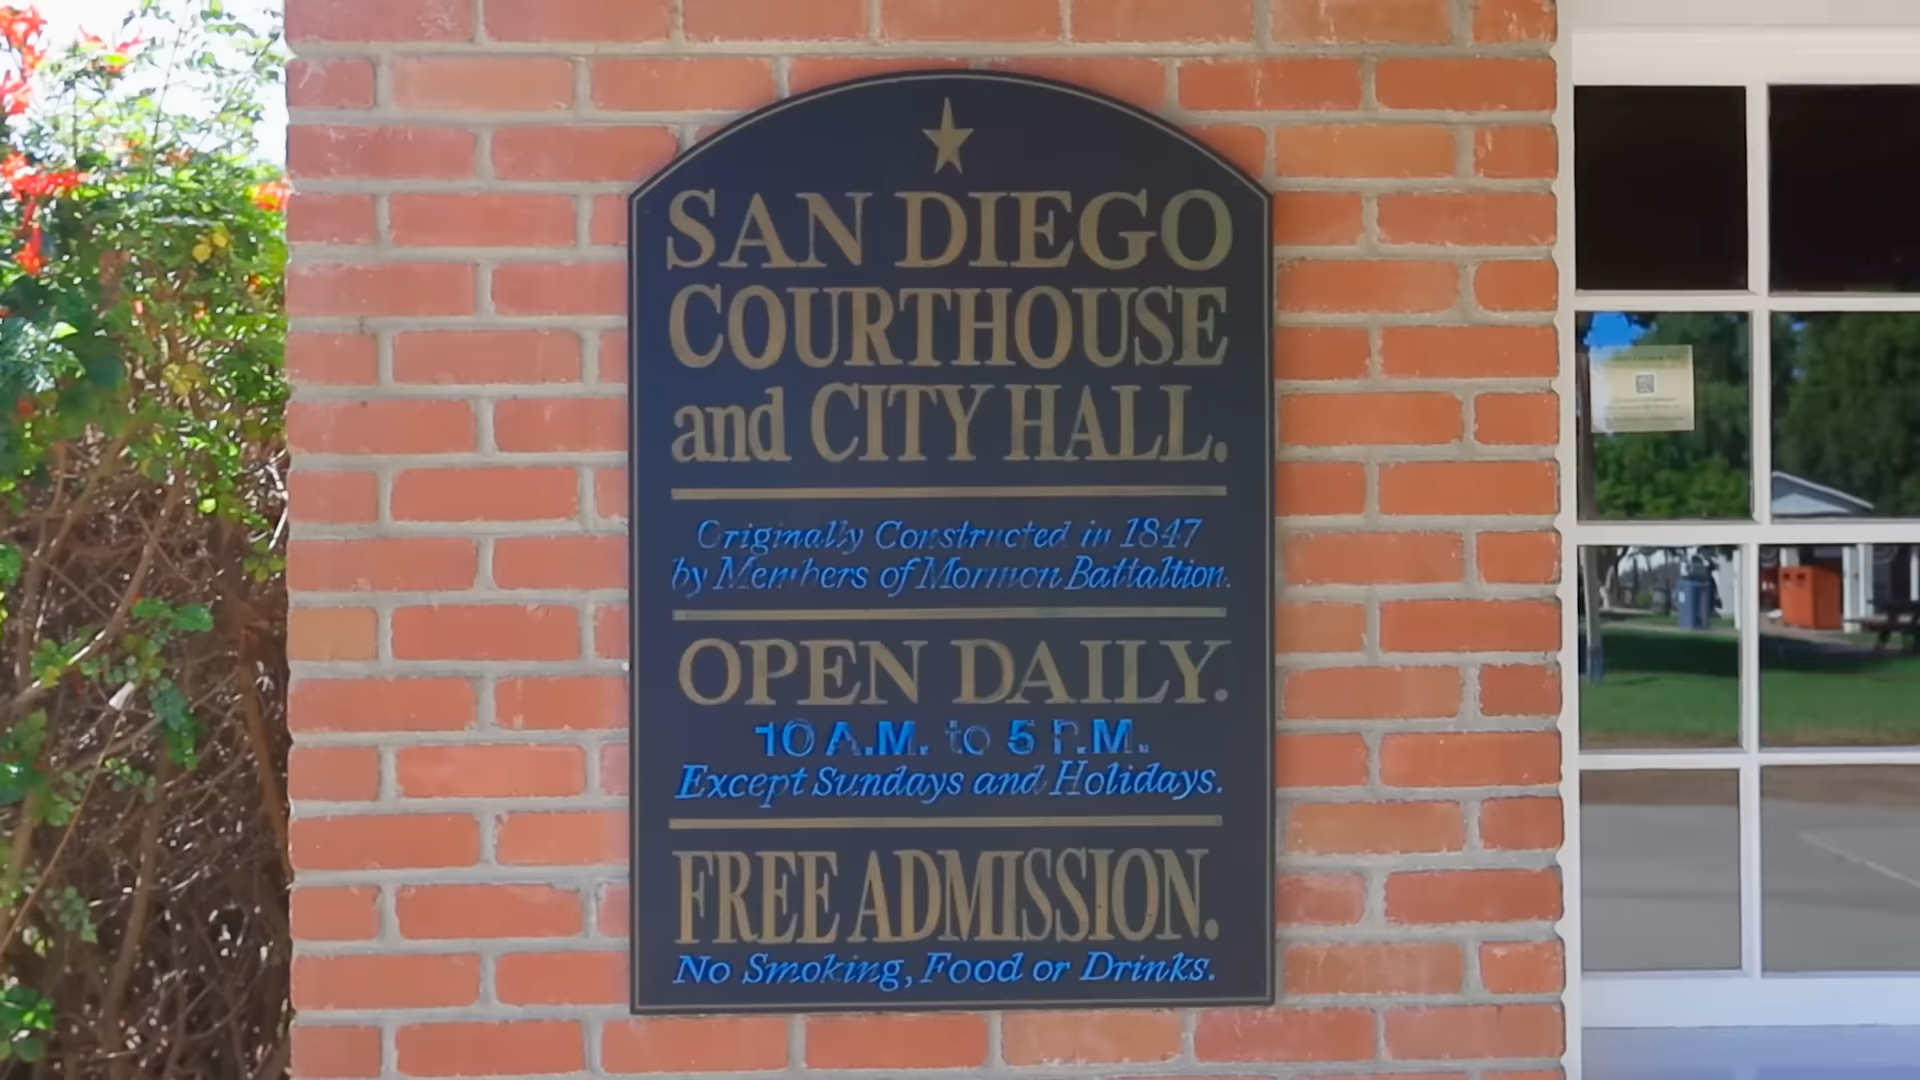 SAN DIEGO
COURTHOUSE
and CITY HALL.
Originally Constructed in 1847
by Members of Mormon Battaltion.
OPEN DAILY.
10 A.M. to 5 P.M.
Except Sundays and Holidays.
FREE ADMISSION.
No Smoking, Food or Drinks.